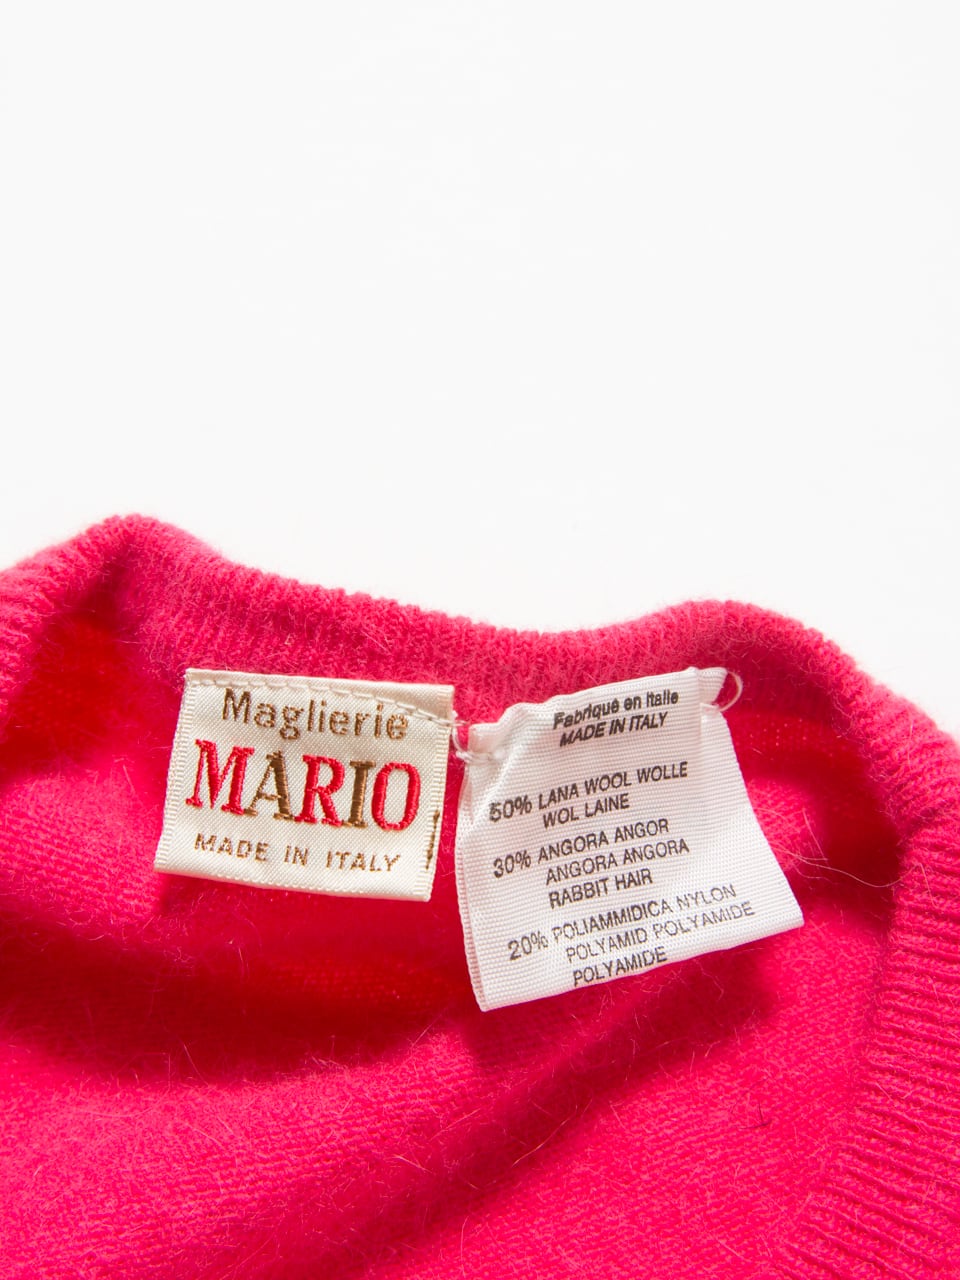 Maglierie
MARIO
MADE IN ITALY
Fabriqué en Italie
MADE IN ITALY
50% LANA WOOL WOLLE
WOL LAINE
30% ANGORA ANGOR
ANGORA ANGORA
RABBIT HAIR
20% POLIAMMIDICA NYLON
POLYAMID POLYAMIDE
POLYAMIDE